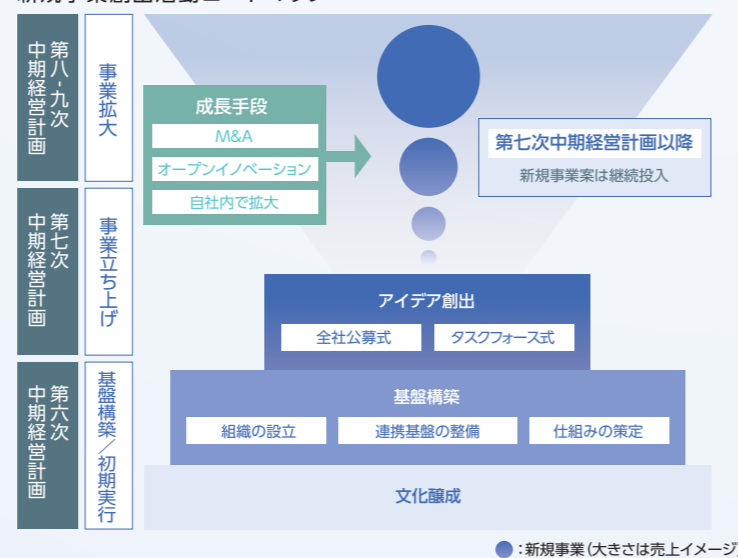 第八-九次
中期経営計画
事業拡大
成長手段
M&A
オープンイノベーション
自社内で拡大
第七次中期経営計画以降
新規事業案は継続投入
第七次
中期経営計画
事業立ち上げ
アイデア創出
全社公募式
タスクフォース式
第六次
中期経営計画
基盤構築/初期実行
基盤構築
組織の設立
連携基盤の整備
仕組みの策定
文化醸成
:新規事業(大きさは売上イメージ